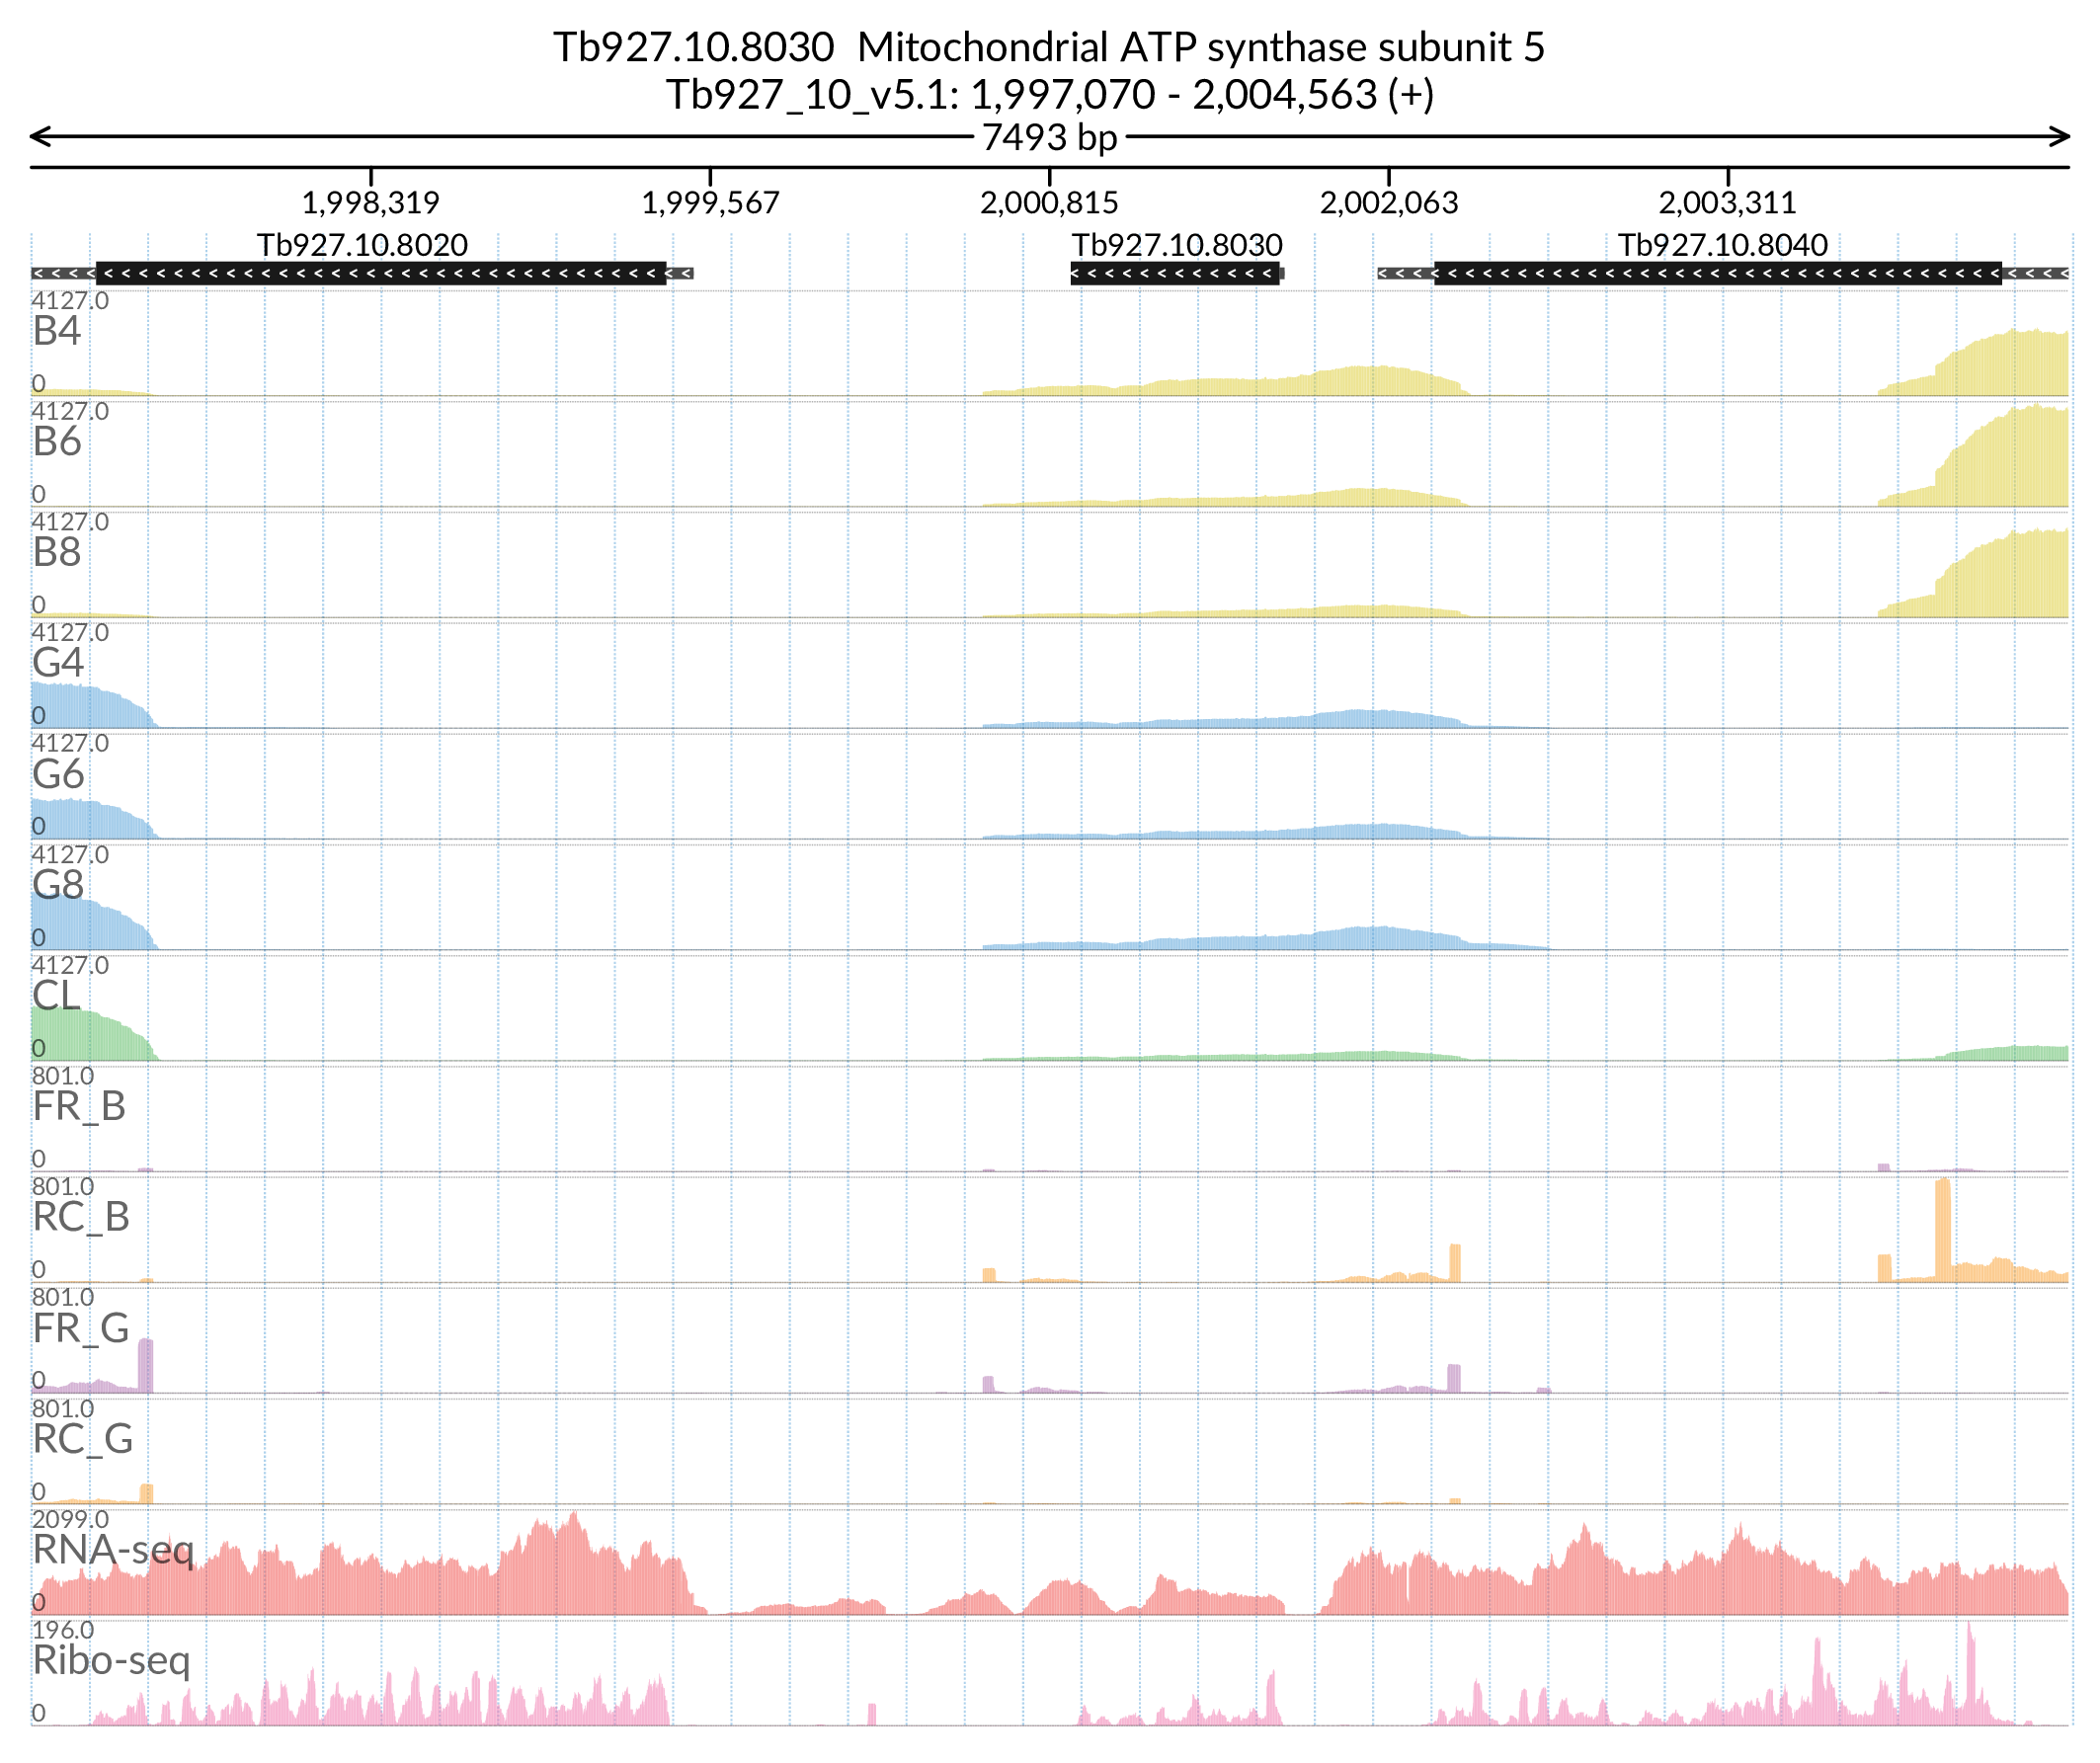 Tb927.10.8030 Mitochondrial ATP synthase subunit 5
Tb927_10_v5.1: 1,997,070 - 2,004,563 (+)
7493 bp
1,998,319 1,999,567 2,000,815 2,002,063 2,003,311
Tb927.10.8020 Tb927.10.8030 Tb927.10.8040
4127.0
B4
0
4127.0
B6
0
4127.0
B8
0
4127.0
G4
0
4127.0
G6
0
4127.0
G8
0
4127.0
CL
0
801.0
FR_B
0
801.0
RC_B
0
801.0
FR_G
0
801.0
RC_G
0
2099.0
RNA-seq
0
196.0
Ribo-seq
0